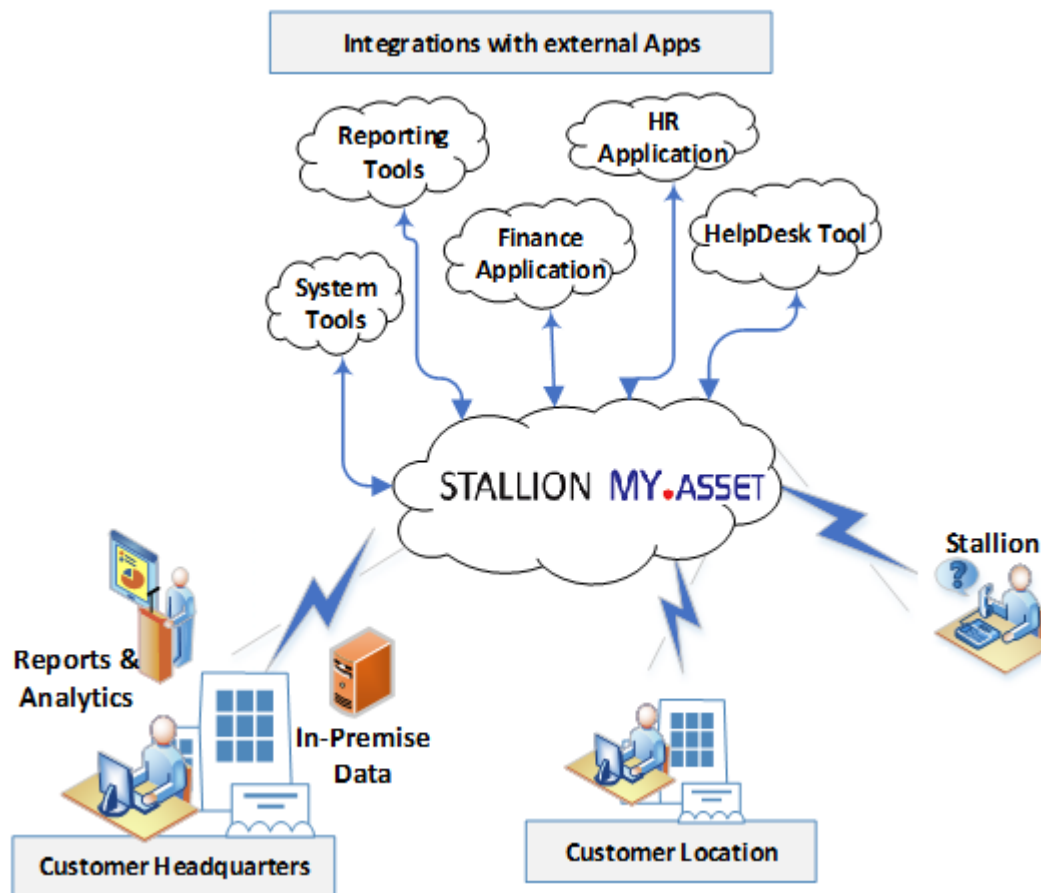 Integrations with external Apps
Reporting
Tools
HR
Application
Finance
Application
HelpDesk Tool
System
Tools
STALLION MY.ASSET
Stallion
?
Reports &
Analytics
In-Premise
Data
Customer Headquarters
Customer Location